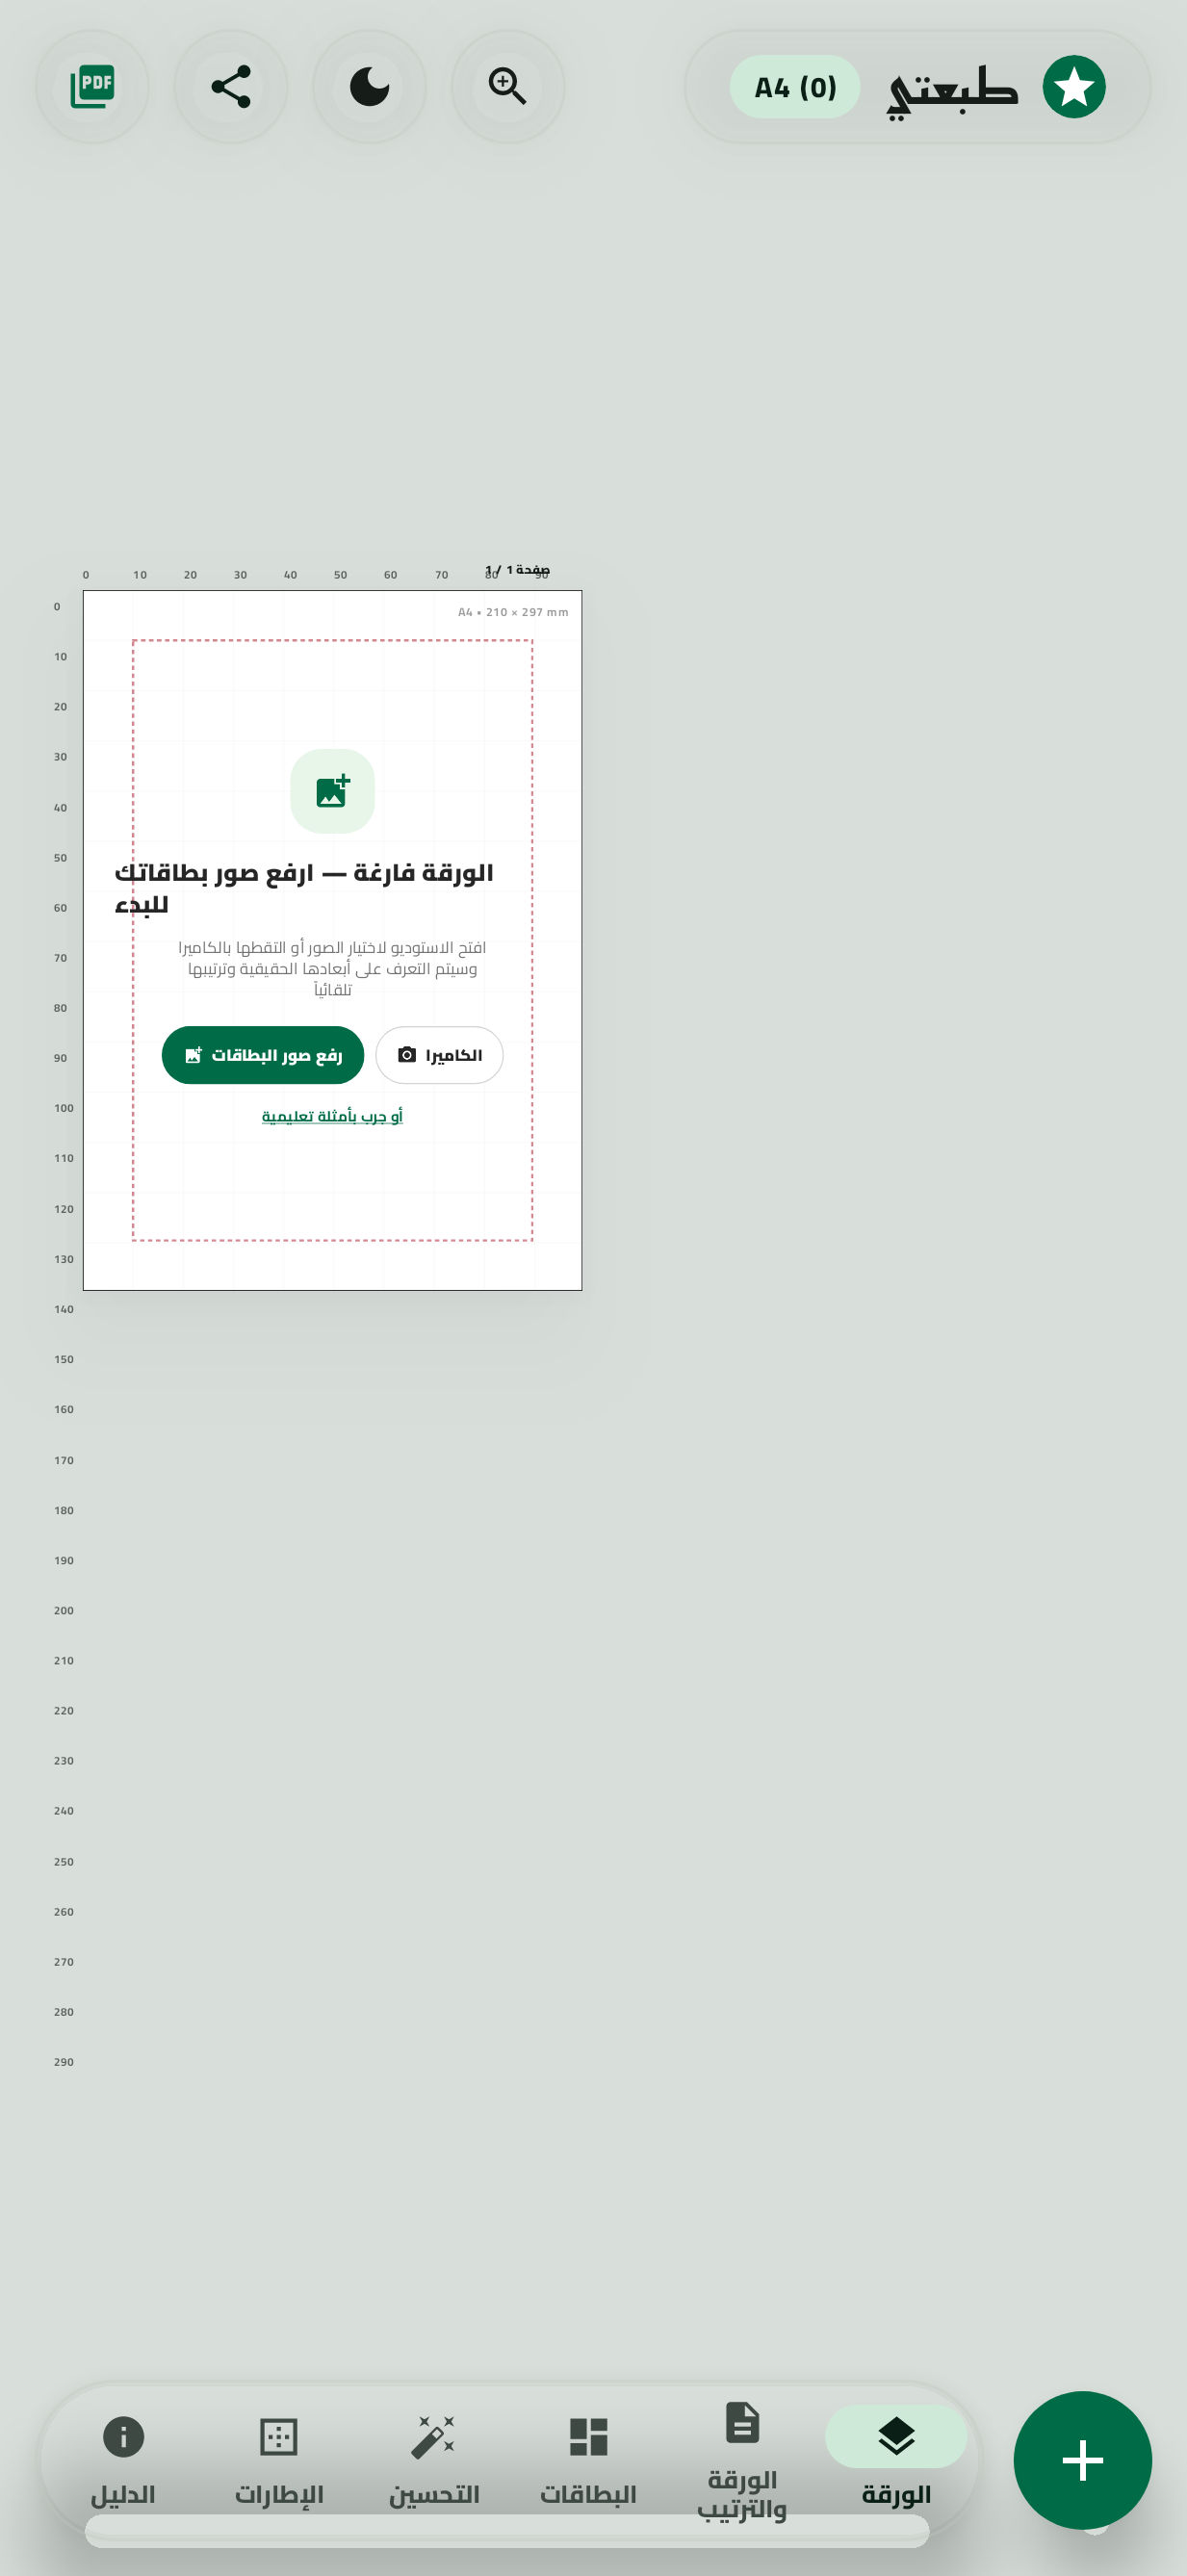 طبعتي
A4 (0)
PDF
صفحة 1 / 1
0 10 20 30 40 50 60 70 80 90
A4 • 210 × 297 mm
0
10
20
30
40
50
60
70
80
90
100
110
120
130
140
150
160
170
180
190
200
210
220
230
240
250
260
270
280
290
الورقة فارغة — ارفع صور بطاقاتك
للبدء
افتح الاستوديو لاختيار الصور أو التقطها بالكاميرا
وسيتم التعرف على أبعادها الحقيقية وترتيبها
تلقائياً
الكاميرا
رفع صور البطاقات
أو جرب بأمثلة تعليمية
الورقة
الورقة
والترتيب
البطاقات
التحسين
الإطارات
الدليل